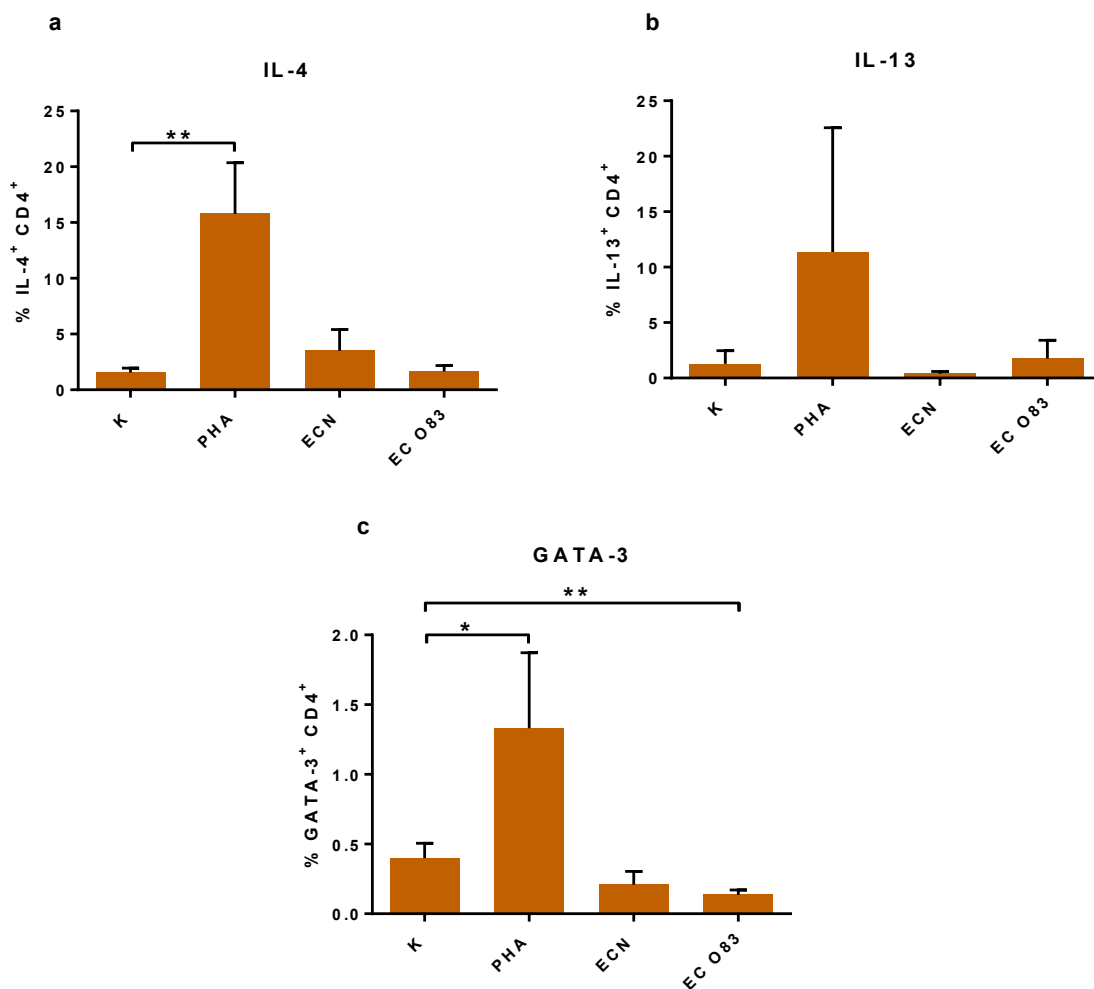 a
IL-4
% IL-4⁺ CD4⁺
25
20
15
10
5
0
**
K
PHA
ECN
EC O83
b
IL-13
% IL-13⁺ CD4⁺
25
20
15
10
5
0
K
PHA
ECN
EC O83
c
GATA-3
% GATA-3⁺ CD4⁺
**
*
2.0
1.5
1.0
0.5
0.0
K
PHA
ECN
EC O83